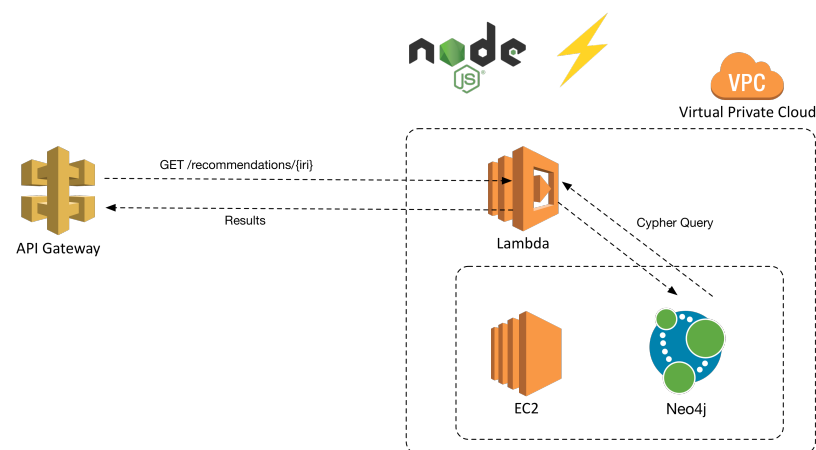 node
JS
VPC
Virtual Private Cloud
GET /recommendations/{iri}
Results
API Gateway
Lambda
Cypher Query
EC2
Neo4j